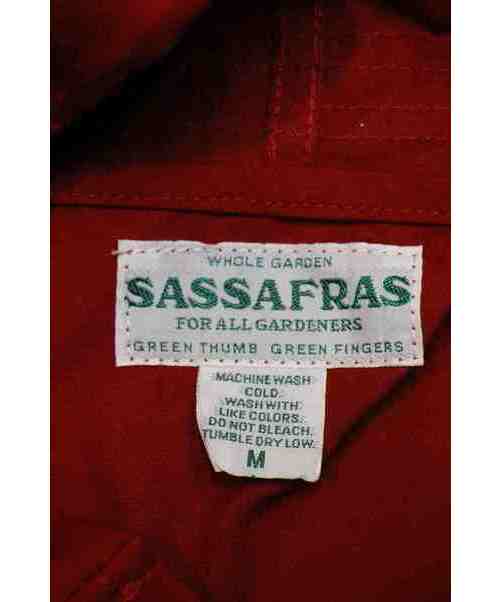 WHOLE GARDEN
SASSAFRAS
FOR ALL GARDENERS
GREEN THUMB GREEN FINGERS
MACHINE WASH
COLD.
WASH WITH
LIKE COLORS.
DO NOT BLEACH.
TUMBLE DRY LOW.
M